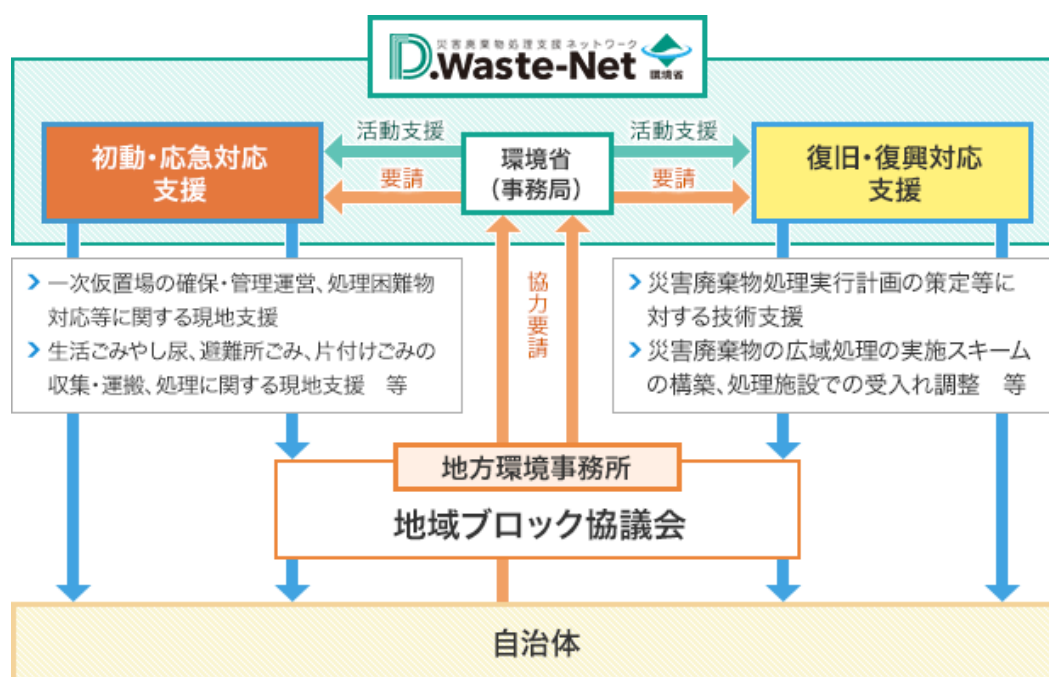 災害廃棄物処理支援ネットワーク
D.Waste-Net
環境省
活動支援
活動支援
初動・応急対応
支援
環境省
（事務局）
復旧・復興対応
支援
要請
要請
一次仮置場の確保・管理運営、処理困難物
対応等に関する現地支援
生活ごみやし尿、避難所ごみ、片付けごみの
収集・運搬、処理に関する現地支援　等
協力要請
災害廃棄物処理実行計画の策定等に
対する技術支援
災害廃棄物の広域処理の実施スキーム
の構築、処理施設での受入れ調整　等
地方環境事務所
地域ブロック協議会
自治体